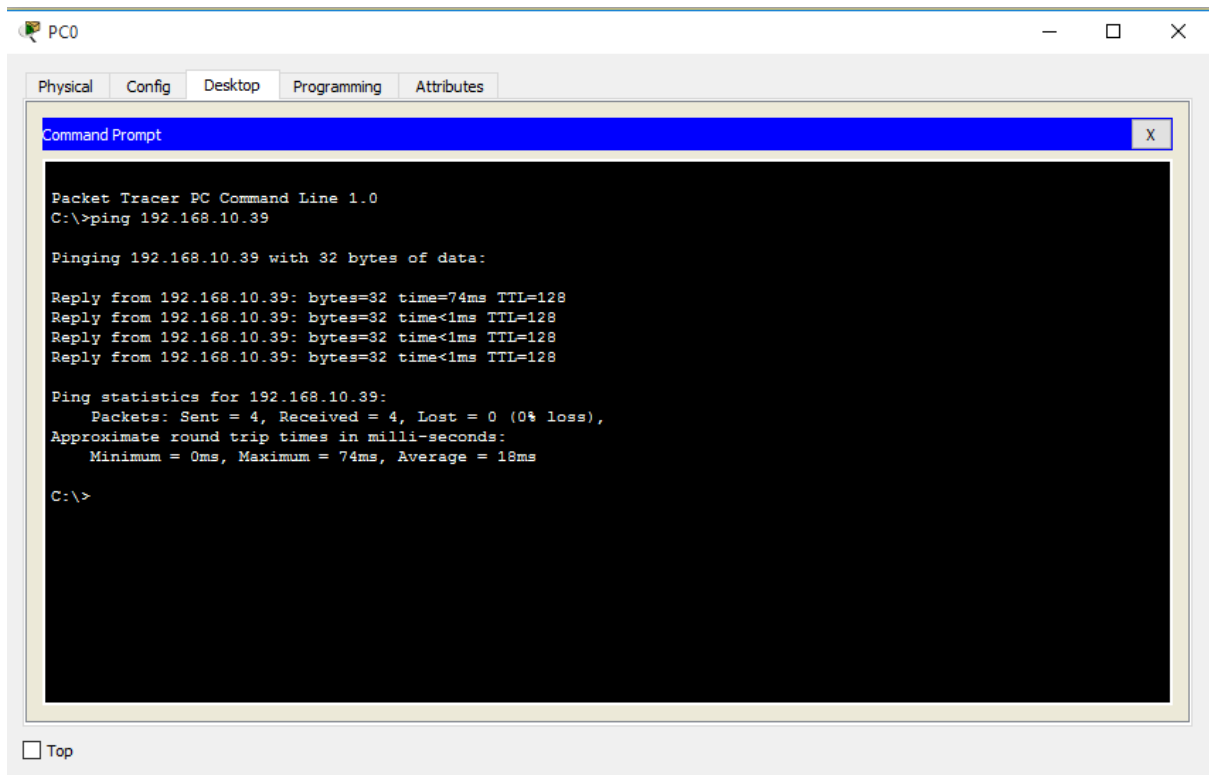 PC0
Physical Config Desktop Programming Attributes
Command Prompt
X
Packet Tracer PC Command Line 1.0
C:\>ping 192.168.10.39
Pinging 192.168.10.39 with 32 bytes of data:
Reply from 192.168.10.39: bytes=32 time=74ms TTL=128
Reply from 192.168.10.39: bytes=32 time<1ms TTL=128
Reply from 192.168.10.39: bytes=32 time<1ms TTL=128
Reply from 192.168.10.39: bytes=32 time<1ms TTL=128
Ping statistics for 192.168.10.39:
Packets: Sent = 4, Received = 4, Lost = 0 (0% loss),
Approximate round trip times in milli-seconds:
Minimum = 0ms, Maximum = 74ms, Average = 18ms
C:\>
Top